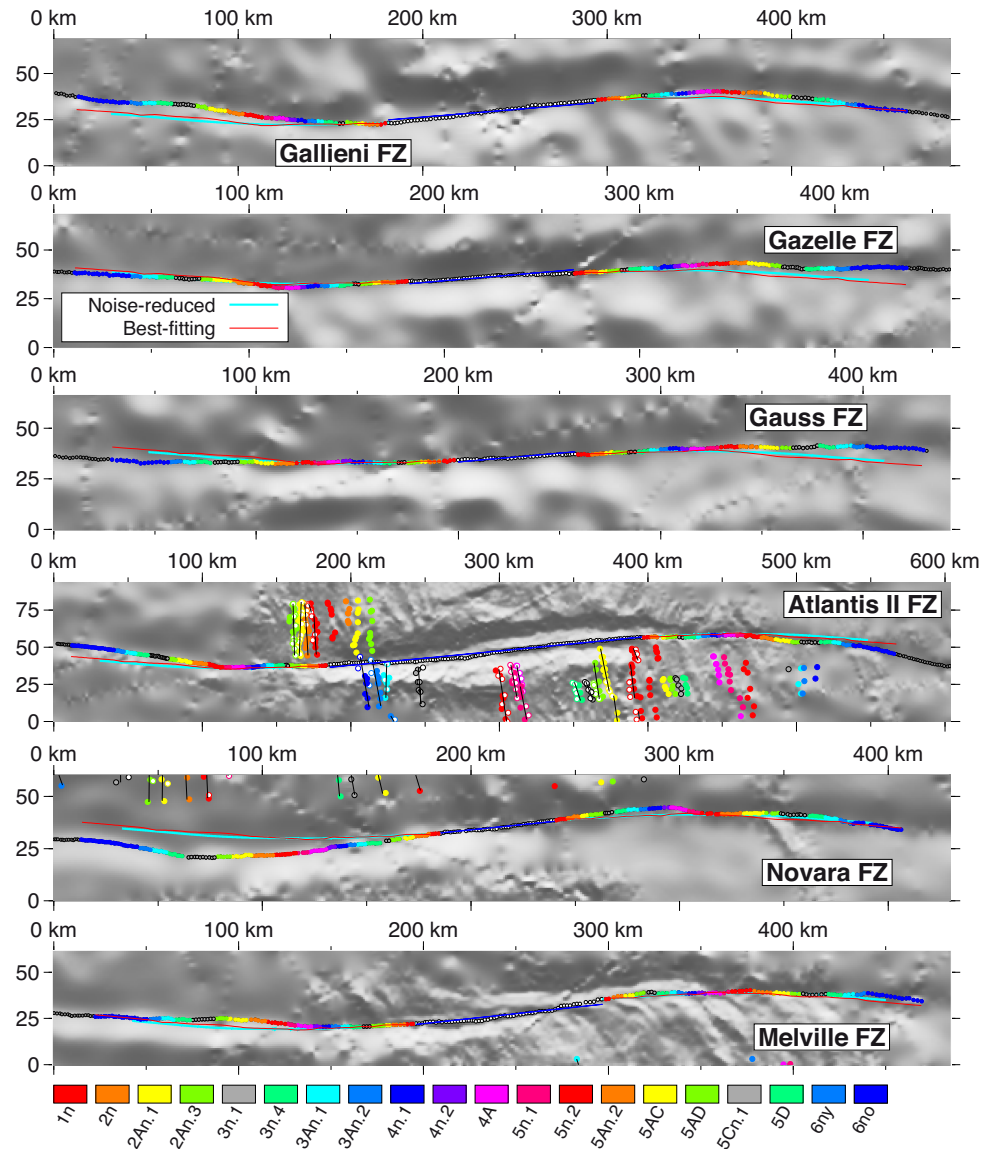 0 km 100 km 200 km 300 km 400 km
50
25
0
Gallieni FZ
0 km 100 km 200 km 300 km 400 km
50
25
0
Gazelle FZ
Noise-reduced
Best-fitting
0 km 100 km 200 km 300 km 400 km
50
25
0
Gauss FZ
0 km 100 km 200 km 300 km 400 km 500 km 600 km
75
50
25
0
Atlantis II FZ
0 km 100 km 200 km 300 km 400 km
50
25
0
Novara FZ
0 km 100 km 200 km 300 km 400 km
50
25
0
Melville FZ
1n 2n 2An.1 2An.3 3n.1 3n.4 3An.1 3An.2 4n.1 4n.2 4A 5n.1 5n.2 5An.2 5AC 5AD 5Cn.1 5D 6ny 6no